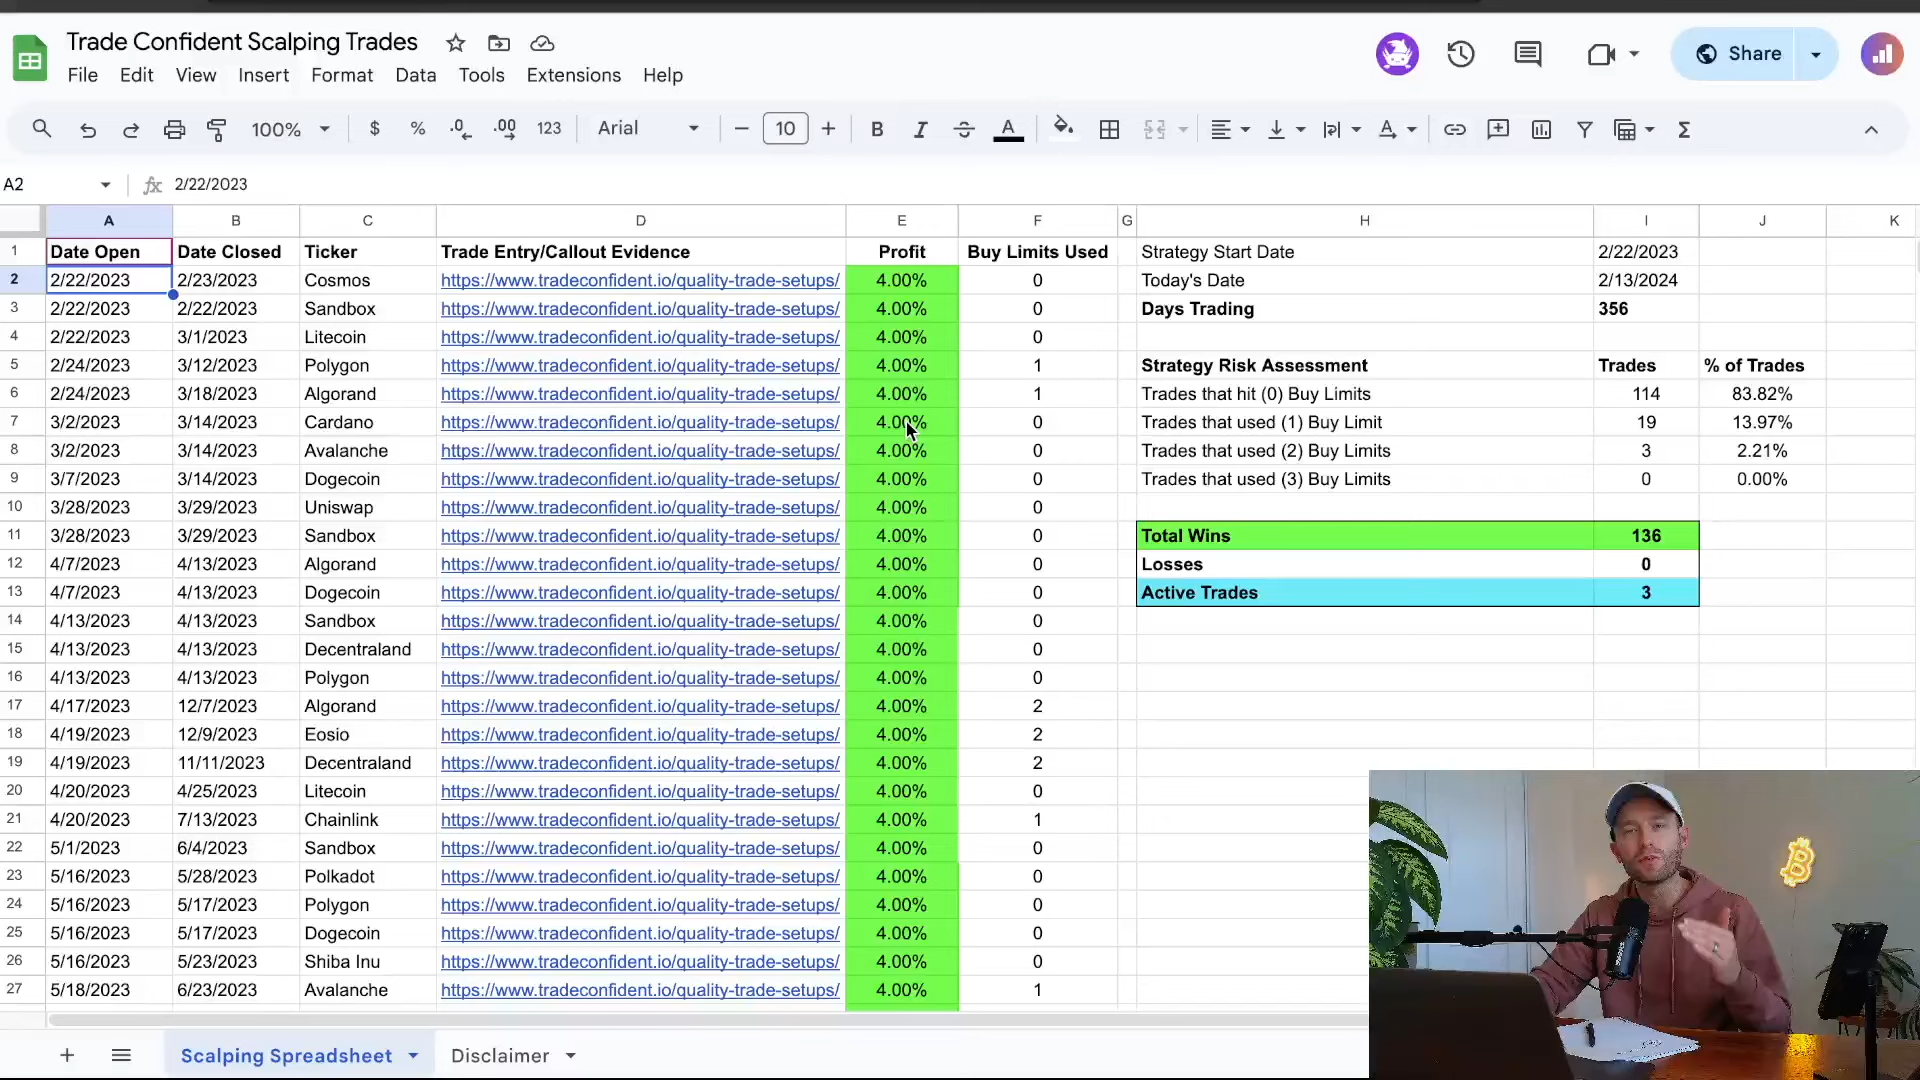 Trade Confident Scalping Trades
File Edit View Insert Format Data Tools Extensions Help
Share
100% $ % .0 .00 123 Arial 10 B I A
A2 fx 2/22/2023
A B C D E F G H I J K
1 Date Open Date Closed Ticker Trade Entry/Callout Evidence Profit Buy Limits Used Strategy Start Date 2/22/2023
2 2/22/2023 2/23/2023 Cosmos https://www.tradeconfident.io/quality-trade-setups/ 4.00% 0 Today's Date 2/13/2024
3 2/22/2023 2/22/2023 Sandbox https://www.tradeconfident.io/quality-trade-setups/ 4.00% 0 Days Trading 356
4 2/22/2023 3/1/2023 Litecoin https://www.tradeconfident.io/quality-trade-setups/ 4.00% 0
5 2/24/2023 3/12/2023 Polygon https://www.tradeconfident.io/quality-trade-setups/ 4.00% 1 Strategy Risk Assessment Trades % of Trades
6 2/24/2023 3/18/2023 Algorand https://www.tradeconfident.io/quality-trade-setups/ 4.00% 1 Trades that hit (0) Buy Limits 114 83.82%
7 3/2/2023 3/14/2023 Cardano https://www.tradeconfident.io/quality-trade-setups/ 4.00% 0 Trades that used (1) Buy Limit 19 13.97%
8 3/2/2023 3/14/2023 Avalanche https://www.tradeconfident.io/quality-trade-setups/ 4.00% 0 Trades that used (2) Buy Limits 3 2.21%
9 3/7/2023 3/14/2023 Dogecoin https://www.tradeconfident.io/quality-trade-setups/ 4.00% 0 Trades that used (3) Buy Limits 0 0.00%
10 3/28/2023 3/29/2023 Uniswap https://www.tradeconfident.io/quality-trade-setups/ 4.00% 0
11 3/28/2023 3/29/2023 Sandbox https://www.tradeconfident.io/quality-trade-setups/ 4.00% 0 Total Wins 136
12 4/7/2023 4/13/2023 Algorand https://www.tradeconfident.io/quality-trade-setups/ 4.00% 0 Losses 0
13 4/7/2023 4/13/2023 Dogecoin https://www.tradeconfident.io/quality-trade-setups/ 4.00% 0 Active Trades 3
14 4/13/2023 4/13/2023 Sandbox https://www.tradeconfident.io/quality-trade-setups/ 4.00% 0
15 4/13/2023 4/13/2023 Decentraland https://www.tradeconfident.io/quality-trade-setups/ 4.00% 0
16 4/13/2023 4/13/2023 Polygon https://www.tradeconfident.io/quality-trade-setups/ 4.00% 0
17 4/17/2023 12/7/2023 Algorand https://www.tradeconfident.io/quality-trade-setups/ 4.00% 2
18 4/19/2023 12/9/2023 Eosio https://www.tradeconfident.io/quality-trade-setups/ 4.00% 2
19 4/19/2023 11/11/2023 Decentraland https://www.tradeconfident.io/quality-trade-setups/ 4.00% 2
20 4/20/2023 4/25/2023 Litecoin https://www.tradeconfident.io/quality-trade-setups/ 4.00% 0
21 4/20/2023 7/13/2023 Chainlink https://www.tradeconfident.io/quality-trade-setups/ 4.00% 1
22 5/1/2023 6/4/2023 Sandbox https://www.tradeconfident.io/quality-trade-setups/ 4.00% 0
23 5/16/2023 5/28/2023 Polkadot https://www.tradeconfident.io/quality-trade-setups/ 4.00% 0
24 5/16/2023 5/17/2023 Polygon https://www.tradeconfident.io/quality-trade-setups/ 4.00% 0
25 5/16/2023 5/17/2023 Dogecoin https://www.tradeconfident.io/quality-trade-setups/ 4.00% 0
26 5/16/2023 5/23/2023 Shiba Inu https://www.tradeconfident.io/quality-trade-setups/ 4.00% 0
27 5/18/2023 6/23/2023 Avalanche https://www.tradeconfident.io/quality-trade-setups/ 4.00% 1
Scalping Spreadsheet Disclaimer